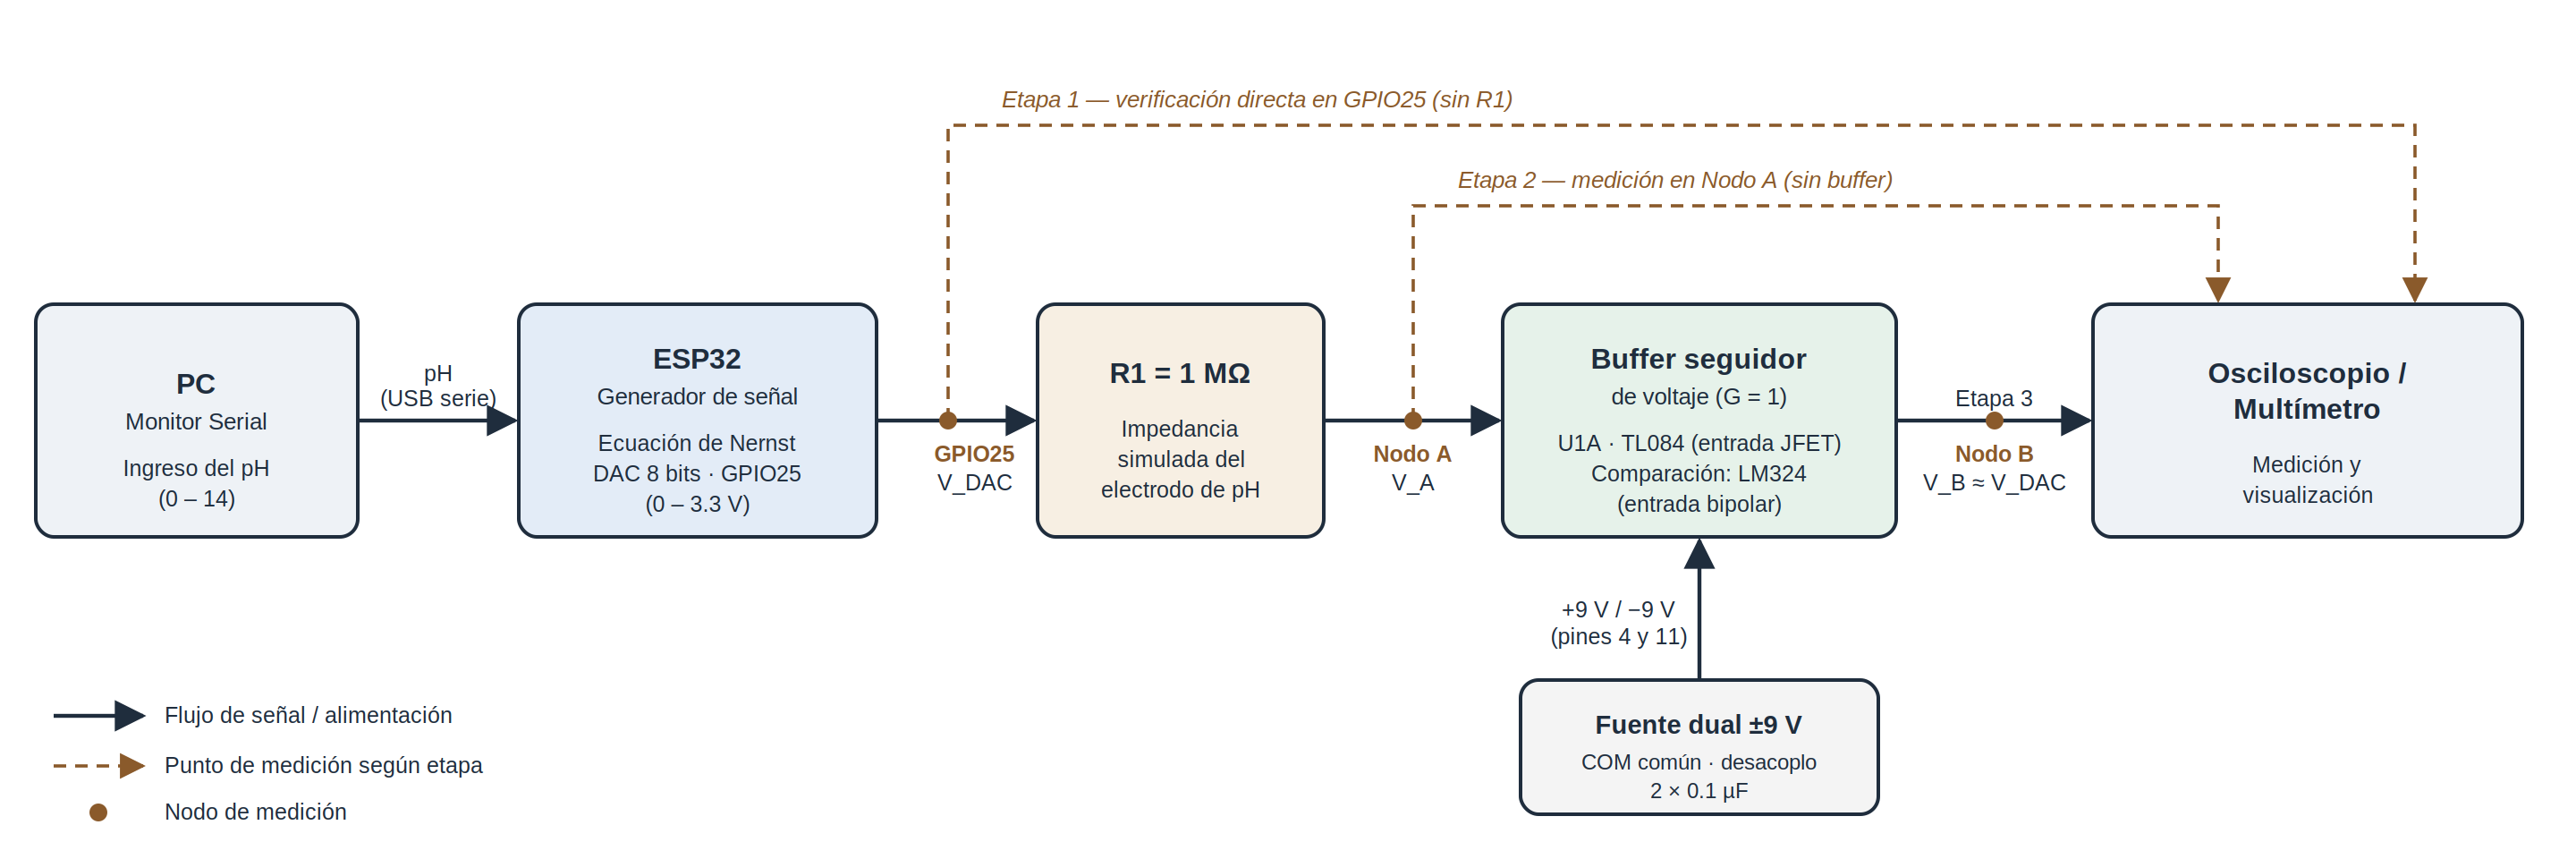 Etapa 1 — verificación directa en GPIO25 (sin R1)
Etapa 2 — medición en Nodo A (sin buffer)
PC
Monitor Serial
Ingreso del pH
(0 – 14)
pH
(USB serie)
ESP32
Generador de señal
Ecuación de Nernst
DAC 8 bits · GPIO25
(0 – 3.3 V)
GPIO25
V_DAC
R1 = 1 MΩ
Impedancia
simulada del
electrodo de pH
Nodo A
V_A
Buffer seguidor
de voltaje (G = 1)
U1A · TL084 (entrada JFET)
Comparación: LM324
(entrada bipolar)
Etapa 3
Nodo B
V_B ≈ V_DAC
Osciloscopio /
Multímetro
Medición y
visualización
+9 V / −9 V
(pines 4 y 11)
Fuente dual ±9 V
COM común · desacoplo
2 × 0.1 µF
Flujo de señal / alimentación
Punto de medición según etapa
Nodo de medición